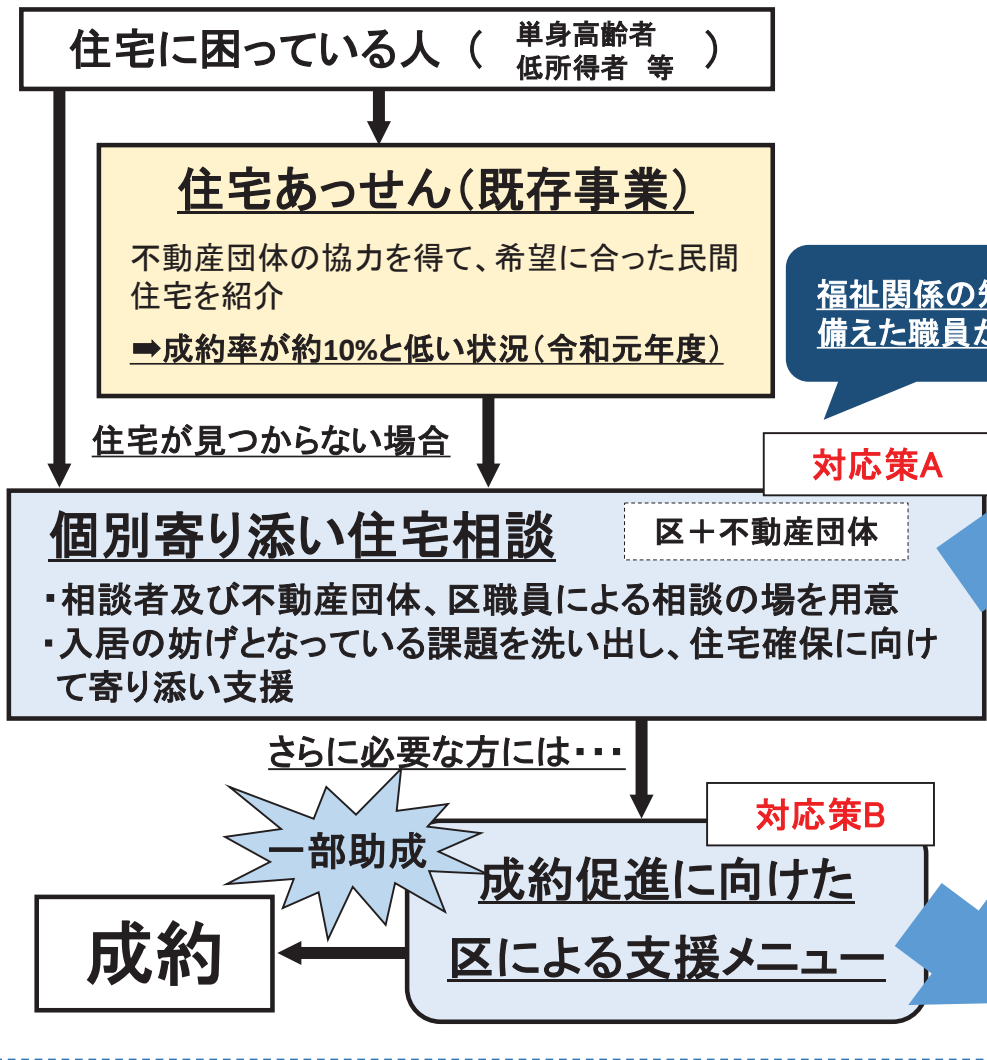 住宅に困っている人（単身高齢者
低所得者 等）
住宅あっせん（既存事業）
不動産団体の協力を得て、希望に合った民間
住宅を紹介
➡成約率が約10%と低い状況（令和元年度）
福祉関係の
備えた職員が
住宅が見つからない場合
対応策A
個別寄り添い住宅相談
区＋不動産団体
・相談者及び不動産団体、区職員による相談の場を用意
・入居の妨げとなっている課題を洗い出し、住宅確保に向け
て寄り添い支援
さらに必要な方には・・・
対応策B
一部助成
成約促進に向けた
区による支援メニュー
成約